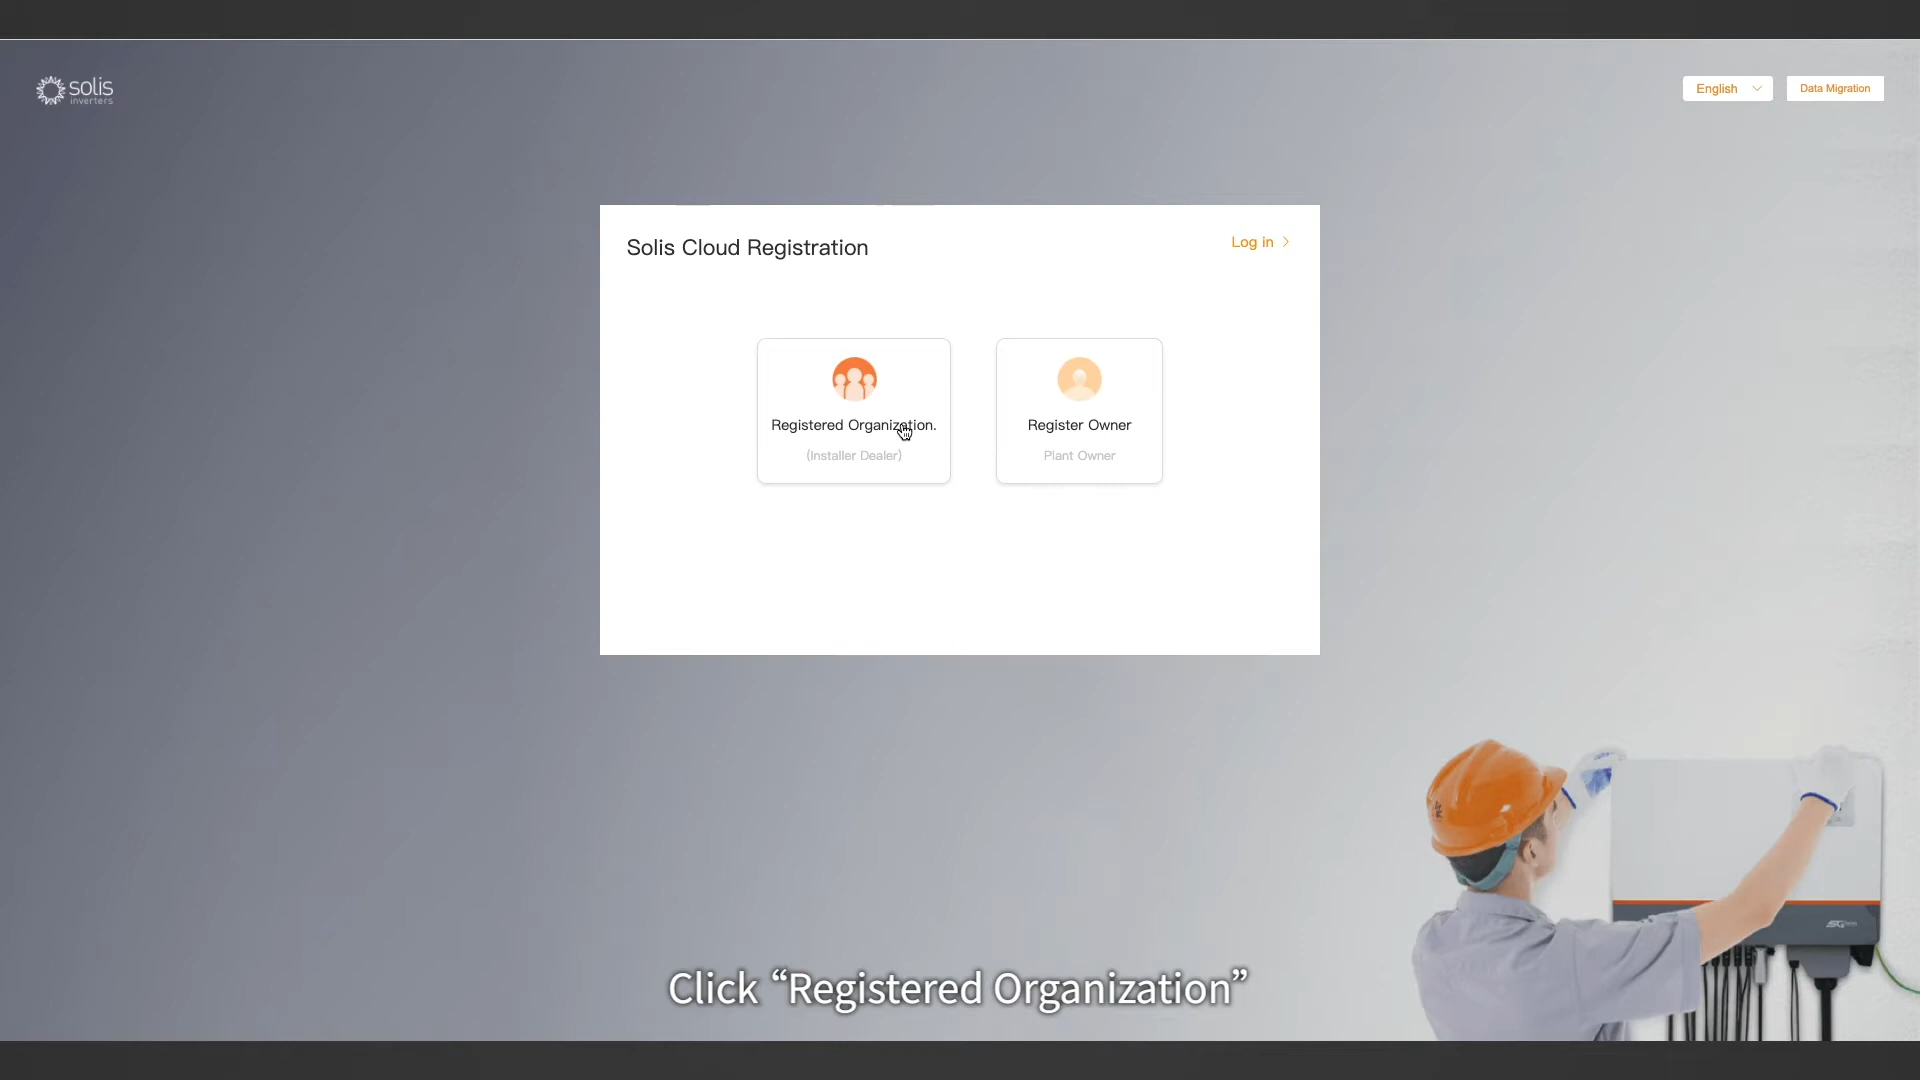 solis
inverters
English
Data Migration
Solis Cloud Registration
Log in
Registered Organization.
(Installer Dealer)
Register Owner
Plant Owner
Click “Registered Organization”